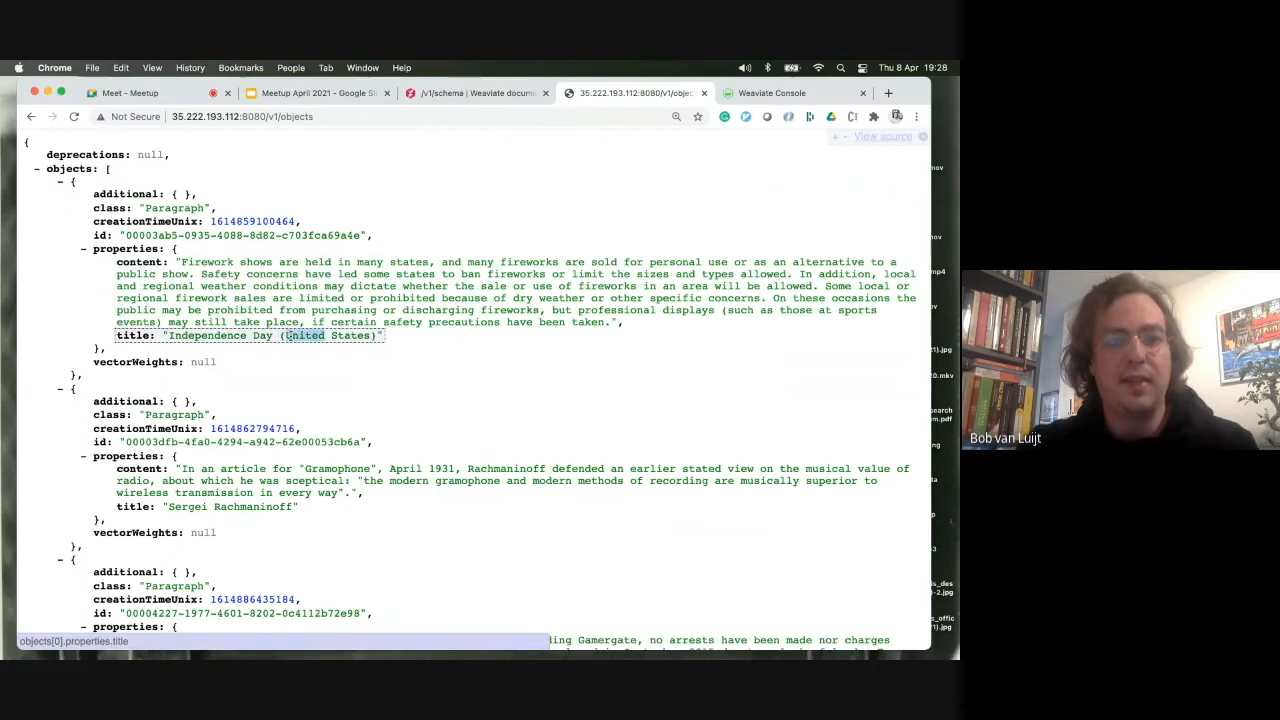 Chrome File Edit View History Bookmarks People Tab Window Help Thu 8 Apr 19:28
Meet - Meetup Meetup April 2021 - Google Sl /v1/schema | Weaviate docum 35.222.193.112:8080/v1/objec Weaviate Console
Not Secure 35.222.193.112:8080/v1/objects
{ + - View source
deprecations: null,
- objects: [
- {
additional: { },
class: "Paragraph",
creationTimeUnix: 1614859100464,
id: "00003ab5-0935-4088-8d82-c703fca69a4e",
- properties: {
content: "Firework shows are held in many states, and many fireworks are sold for personal use or as an alternative to a
public show. Safety concerns have led some states to ban fireworks or limit the sizes and types allowed. In addition, local
and regional weather conditions may dictate whether the sale or use of fireworks in an area will be allowed. Some local or
regional firework sales are limited or prohibited because of dry weather or other specific concerns. On these occasions the
public may be prohibited from purchasing or discharging fireworks, but professional displays (such as those at sports
events) may still take place, if certain safety precautions have been taken.",
title: "Independence Day (United States)"
},
vectorWeights: null
},
- {
additional: { },
class: "Paragraph",
creationTimeUnix: 1614862794716,
id: "00003dfb-4fa0-4294-a942-62e00053cb6a",
- properties: {
content: "In an article for "Gramophone", April 1931, Rachmaninoff defended an earlier stated view on the musical value of
radio, about which he was sceptical: "the modern gramophone and modern methods of recording are musically superior to
wireless transmission in every way".",
title: "Sergei Rachmaninoff"
},
vectorWeights: null
},
- {
additional: { },
class: "Paragraph",
creationTimeUnix: 1614886435184,
id: "00004227-1977-4601-8202-0c4112b72e98",
- properties: {
objects[0].properties.title ding Gamergate, no arrests have been made nor charges
Bob van Luijt